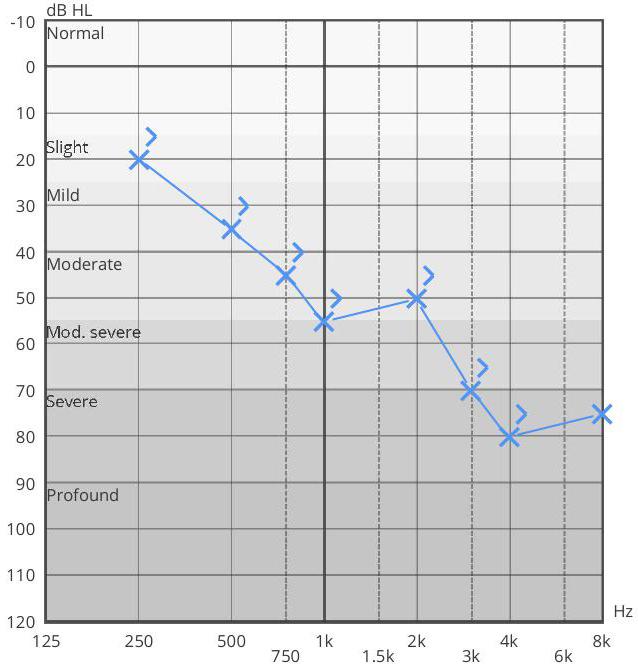 dB HL
-10
Normal
0
10
Slight
20
Mild
30
40
Moderate
50
Mod. severe
60
70
Severe
80
90
Profound
100
110
120
Hz
125 250 500 1k 2k 4k 8k
750 1.5k 3k 6k